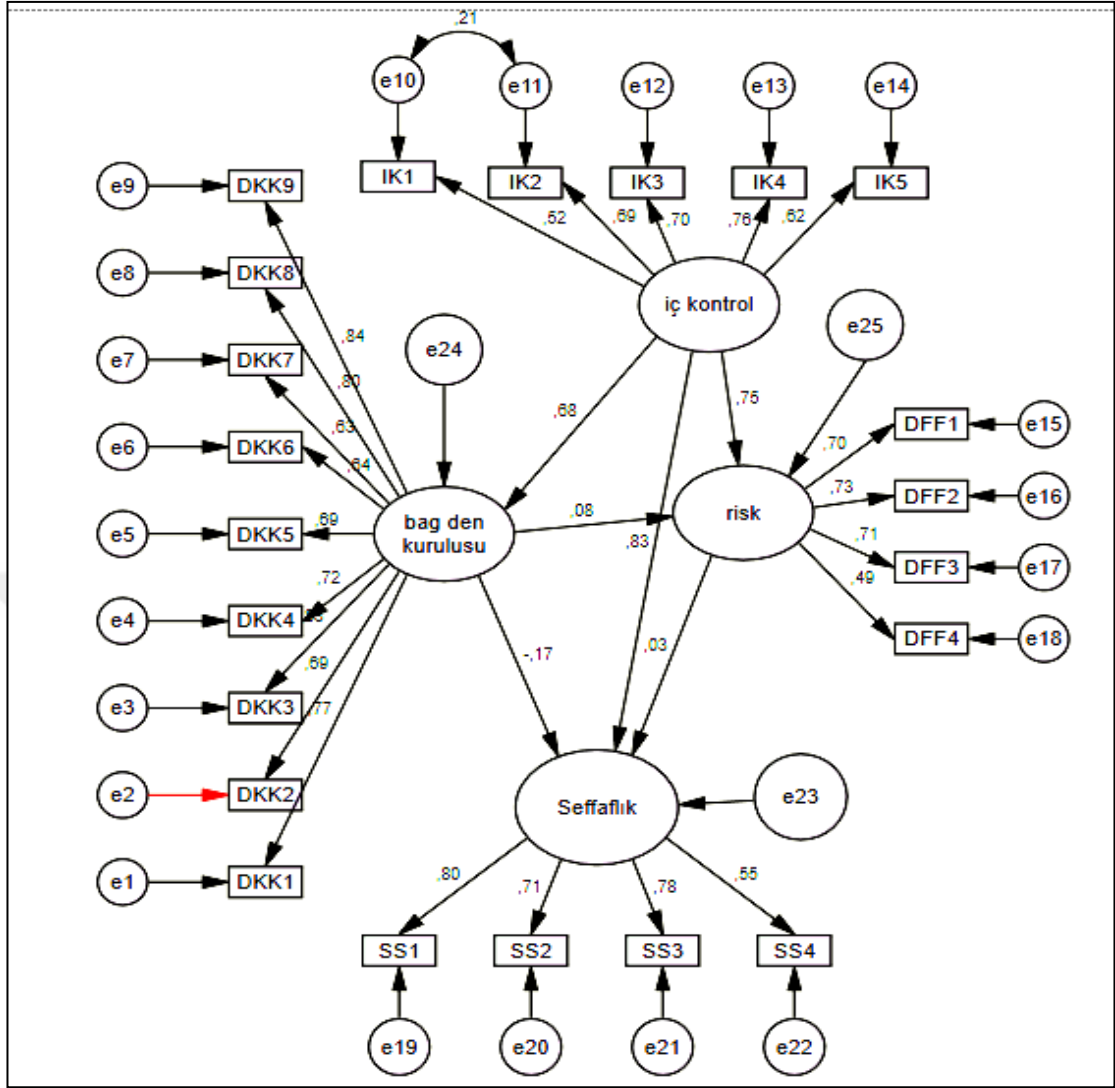 ,21
e10
e11
e12
e13
e14
IK1
IK2
IK3
IK4
IK5
,52
,69
,70
,76
,62
iç kontrol
e9
DKK9
e8
DKK8
e7
DKK7
e6
DKK6
e5
DKK5
e4
DKK4
e3
DKK3
e2
DKK2
e1
DKK1
,84
,80
,63
,64
,69
,72
,69
,77
e24
bag den
kurulusu
,68
,08
,75
,83
-,17
,03
e25
risk
,70
,73
,71
,49
DFF1
e15
DFF2
e16
DFF3
e17
DFF4
e18
Seffaflık
e23
,80
,71
,78
,55
SS1
SS2
SS3
SS4
e19
e20
e21
e22